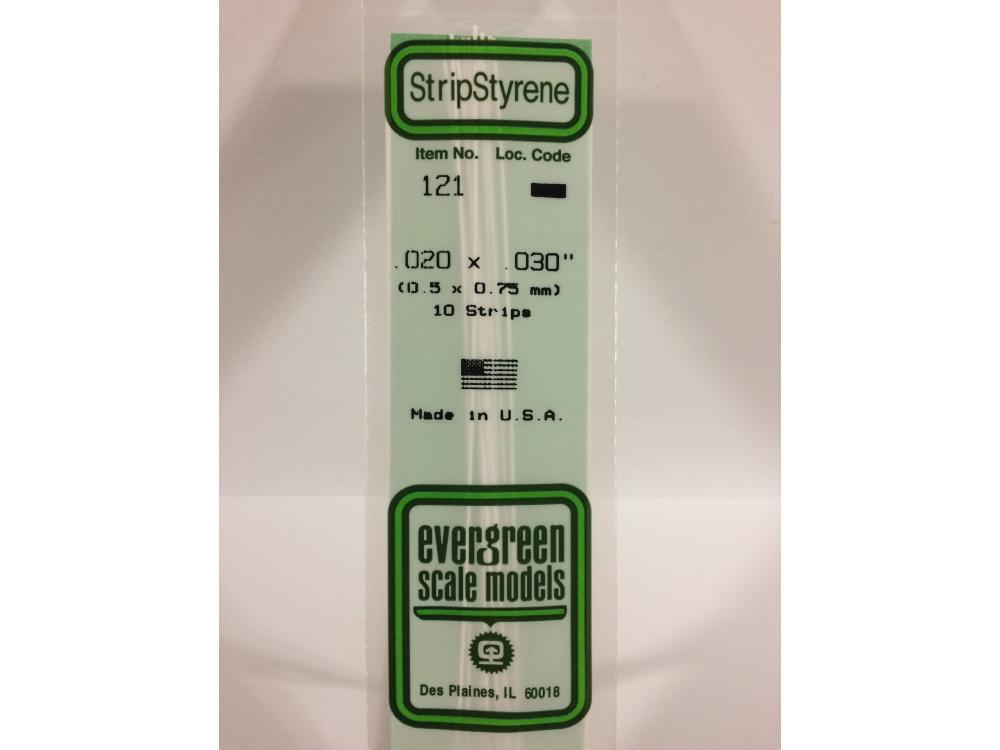 StripStyrene
Item No. Loc. Code
121
.020 x .030"
(0.5 x 0.75 mm)
10 Strips
Made in U.S.A.
evergreen
scale models
Des Plaines, IL 60018